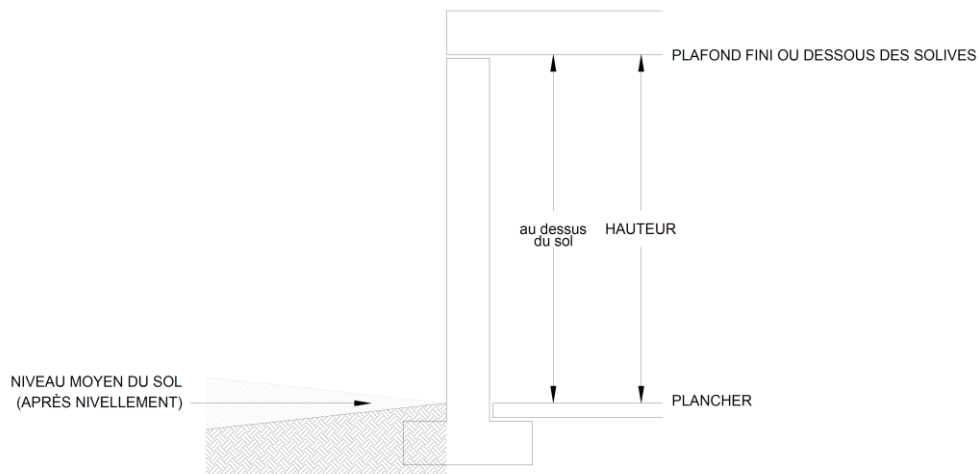 PLAFOND FINI OU DESSOUS DES SOLIVES
au dessus
du sol
HAUTEUR
NIVEAU MOYEN DU SOL
(APRÈS NIVELLEMENT)
PLANCHER